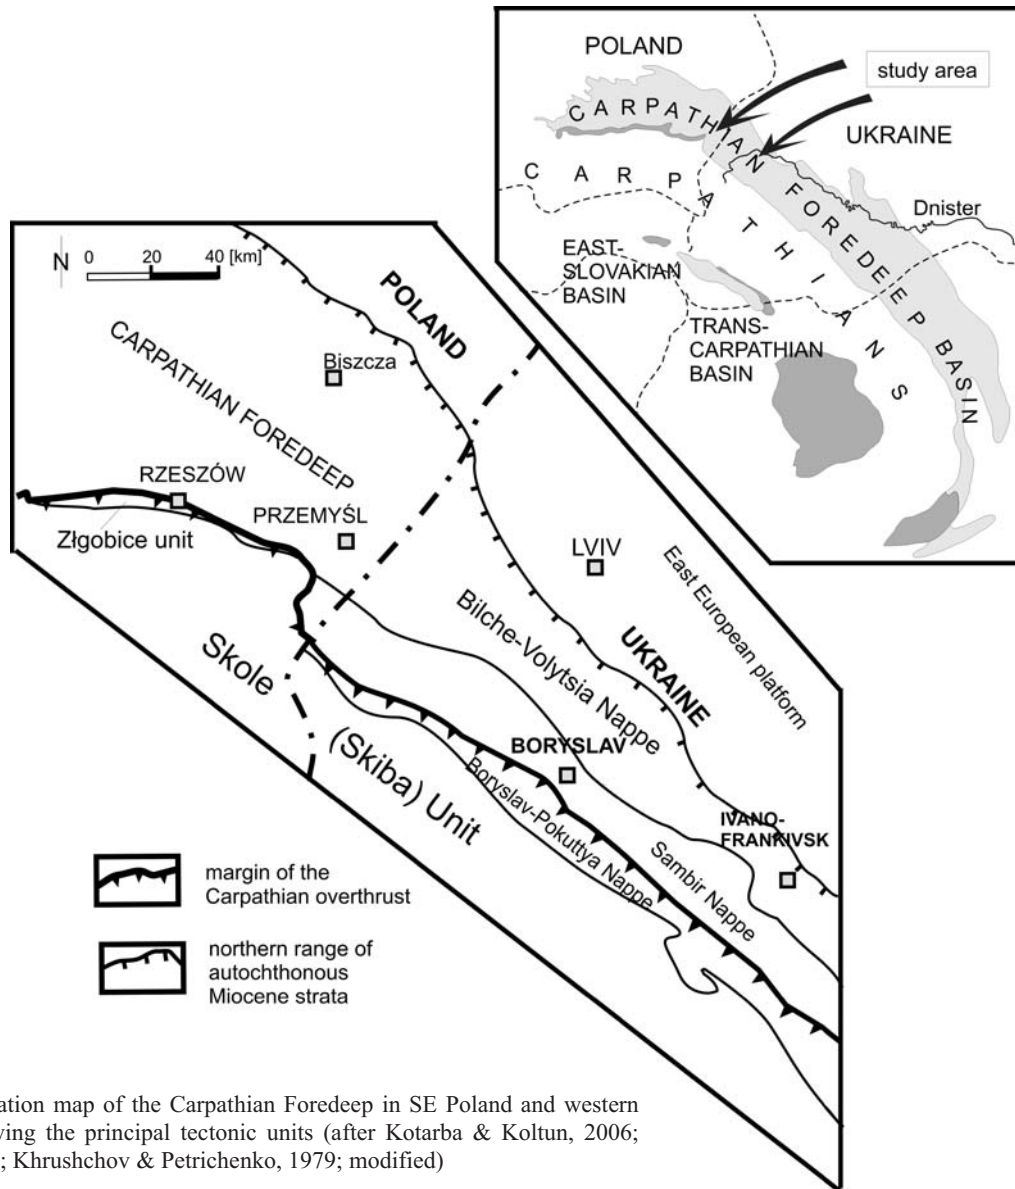 POLAND
study area
CARPATHIAN FOREDEEP BASIN
UKRAINE
CARPATHIANS
Dnister
EAST-
SLOVAKIAN
BASIN
TRANS-
CARPATHIAN
BASIN
N
0 20 40 [km]
POLAND
CARPATHIAN FOREDEEP
Biszcza
RZESZÓW
PRZEMYŚL
Złgobice unit
LVIV
East European platform
Bilche-Volytsia Nappe
UKRAINE
Skole
(Skiba) Unit
BORYSLAV
Boryslav-Pokuttya Nappe
IVANO-
FRANKIVSK
Sambir Nappe
margin of the
Carpathian overthrust
northern range of
autochthonous
Miocene strata
ation map of the Carpathian Foredeep in SE Poland and western
ving the principal tectonic units (after Kotarba & Koltun, 2006;
; Khrushchov & Petrichenko, 1979; modified)